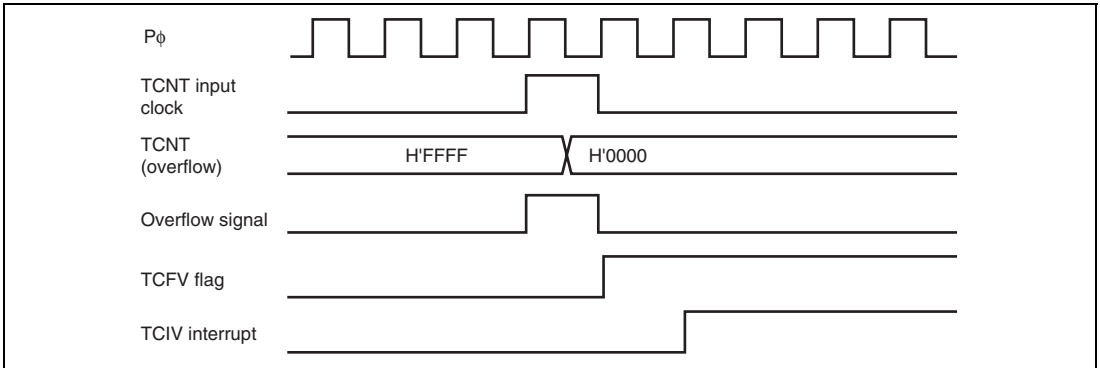 Pϕ
TCNT input
clock
TCNT
(overflow)
H'FFFF
H'0000
Overflow signal
TCFV flag
TCIV interrupt